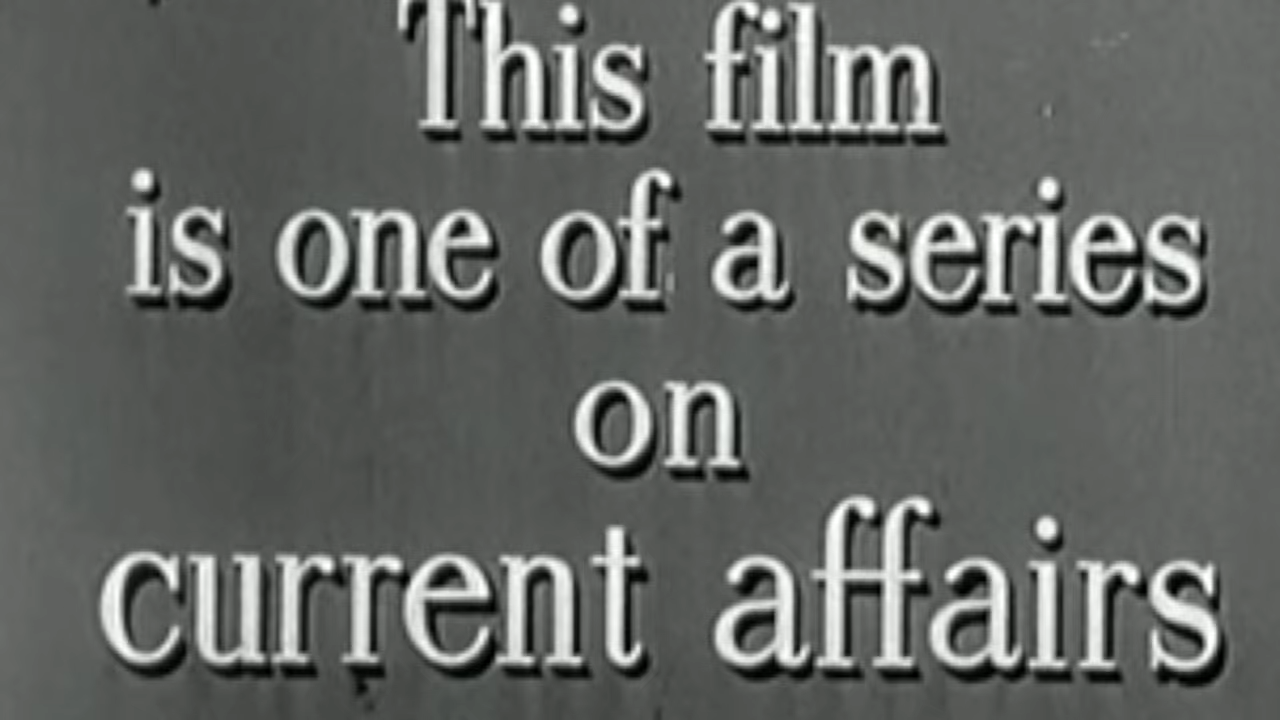 This film
is one of a series
on
current affairs